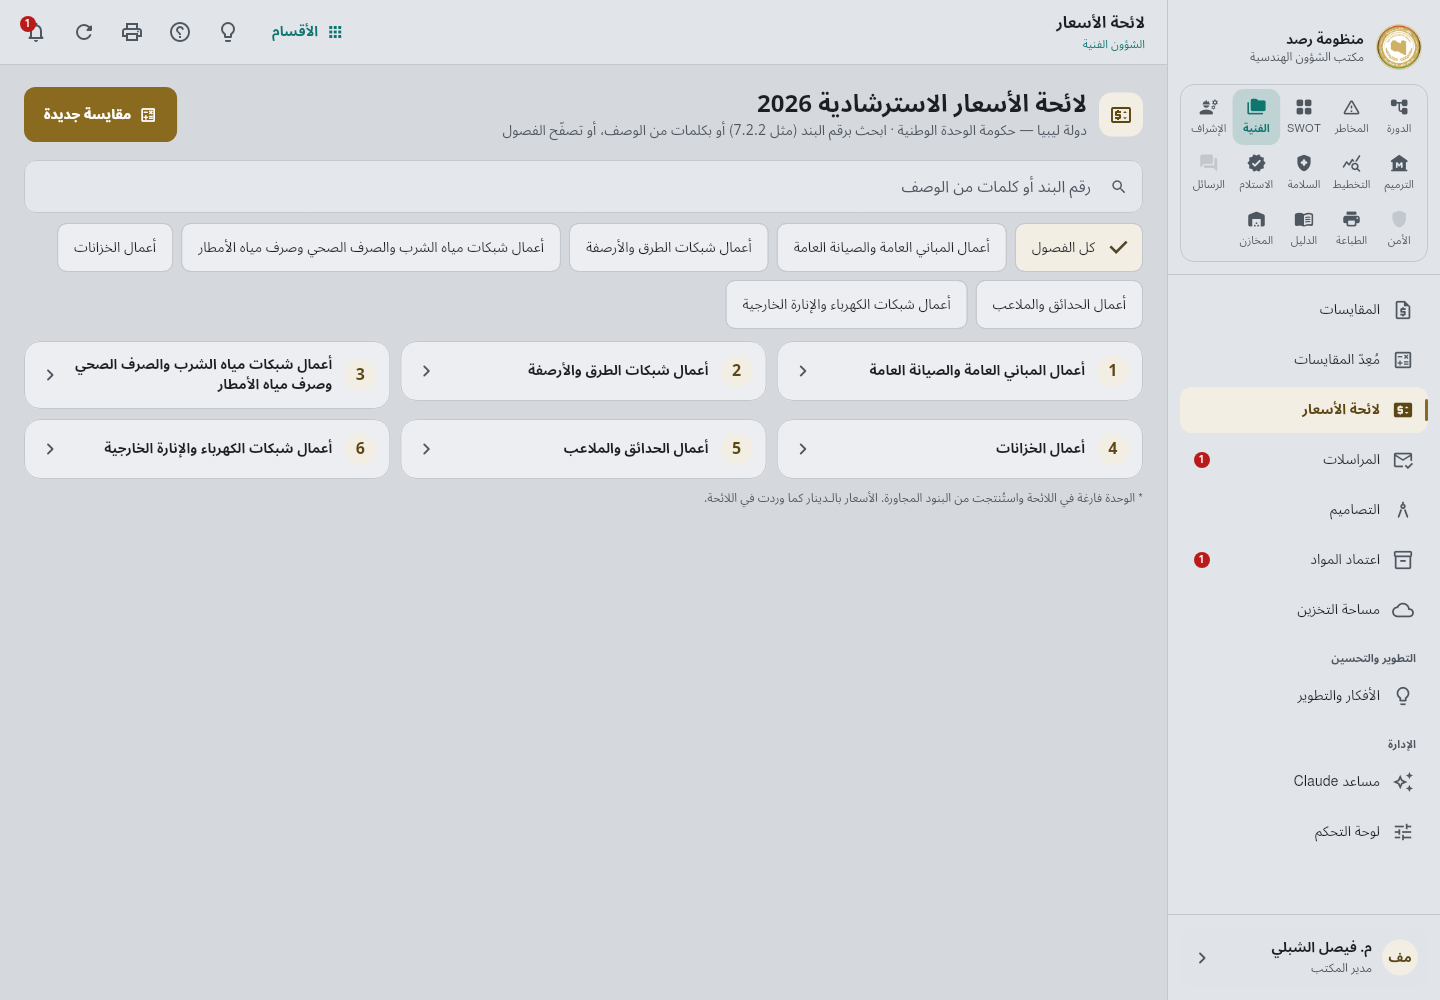 منظومة رصد
مكتب الشؤون الهندسية
الدورة
المخاطر
SWOT
الفنية
الإشراف
الترميم
التخطيط
السلامة
الاستلام
الرسائل
الأمن
الطباعة
الدليل
المخازن
المقايسات
مُعِدّ المقايسات
لائحة الأسعار
المراسلات
1
التصاميم
اعتماد المواد
1
مساحة التخزين
التطوير والتحسين
الأفكار والتطوير
الإدارة
مساعد Claude
لوحة التحكم
مف
م. فيصل الشبلي
مدير المكتب
لائحة الأسعار
الشؤون الفنية
الأقسام
1
لائحة الأسعار الاسترشادية 2026
دولة ليبيا — حكومة الوحدة الوطنية · ابحث برقم البند (مثل 7.2.2) أو بكلمات من الوصف، أو تصفّح الفصول
مقايسة جديدة
رقم البند أو كلمات من الوصف
كل الفصول
أعمال المباني العامة والصيانة العامة
أعمال شبكات الطرق والأرصفة
أعمال شبكات مياه الشرب والصرف الصحي وصرف مياه الأمطار
أعمال الخزانات
أعمال الحدائق والملاعب
أعمال شبكات الكهرباء والإنارة الخارجية
1 أعمال المباني العامة والصيانة العامة
2 أعمال شبكات الطرق والأرصفة
3 أعمال شبكات مياه الشرب والصرف الصحي
وصرف مياه الأمطار
4 أعمال الخزانات
5 أعمال الحدائق والملاعب
6 أعمال شبكات الكهرباء والإنارة الخارجية
* الوحدة فارغة في اللائحة واستُنتجت من البنود المجاورة. الأسعار بالـدينار كما وردت في اللائحة.